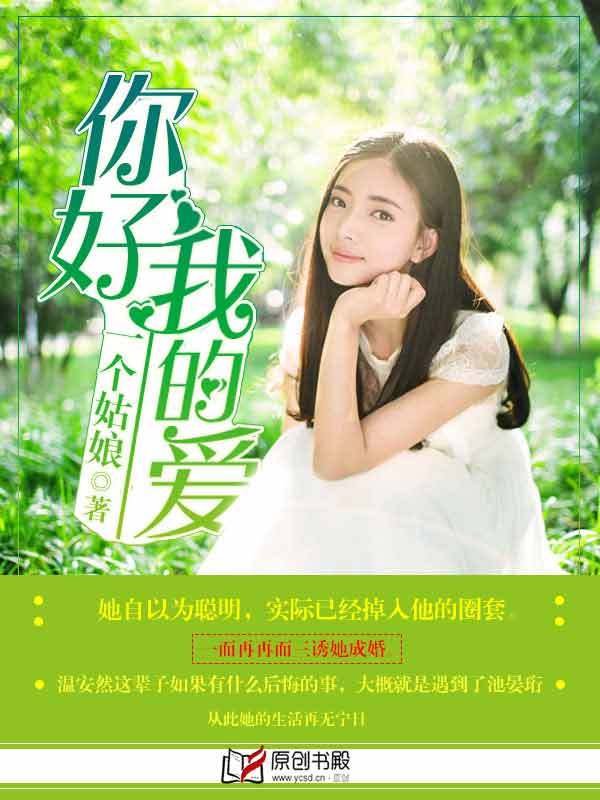 你好
我的爱
一个姑娘◎著
她自以为聪明，实际已经掉入他的圈套。
一而再再而三诱她成婚
温安然这辈子如果有什么后悔的事，大概就是遇到了池晏珩
从此她的生活再无宁日
原创书殿
www.ycsd.cn · 原创